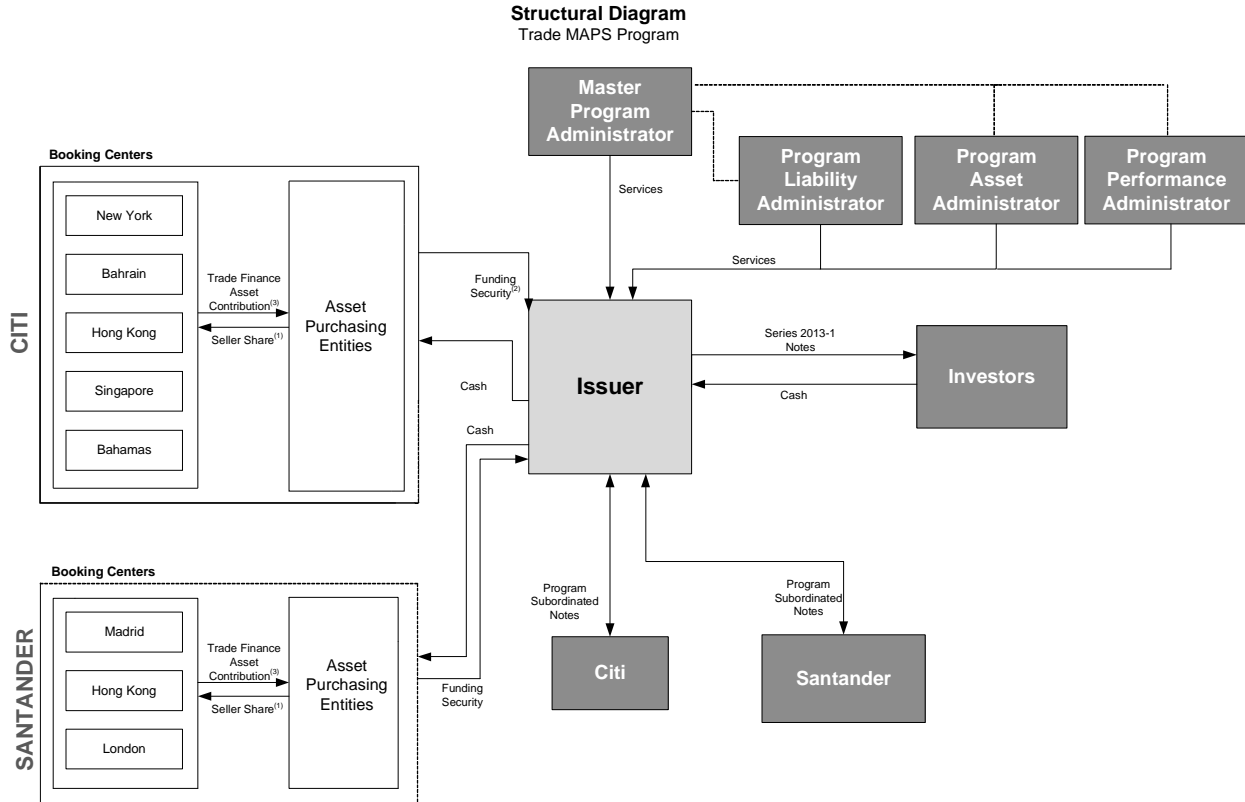 Structural Diagram
Trade MAPS Program
Master
Program
Administrator
Program
Liability
Administrator
Program
Asset
Administrator
Program
Performance
Administrator
Services
Services
Booking Centers
CITI
New York
Bahrain
Hong Kong
Singapore
Bahamas
Trade Finance
Asset
Contribution(3)
Seller Share(1)
Asset
Purchasing
Entities
Funding
Security(2)
Cash
Cash
Issuer
Series 2013-1
Notes
Cash
Investors
Booking Centers
SANTANDER
Madrid
Hong Kong
London
Trade Finance
Asset
Contribution(3)
Seller Share(1)
Asset
Purchasing
Entities
Funding
Security
Program
Subordinated
Notes
Citi
Program
Subordinated
Notes
Santander